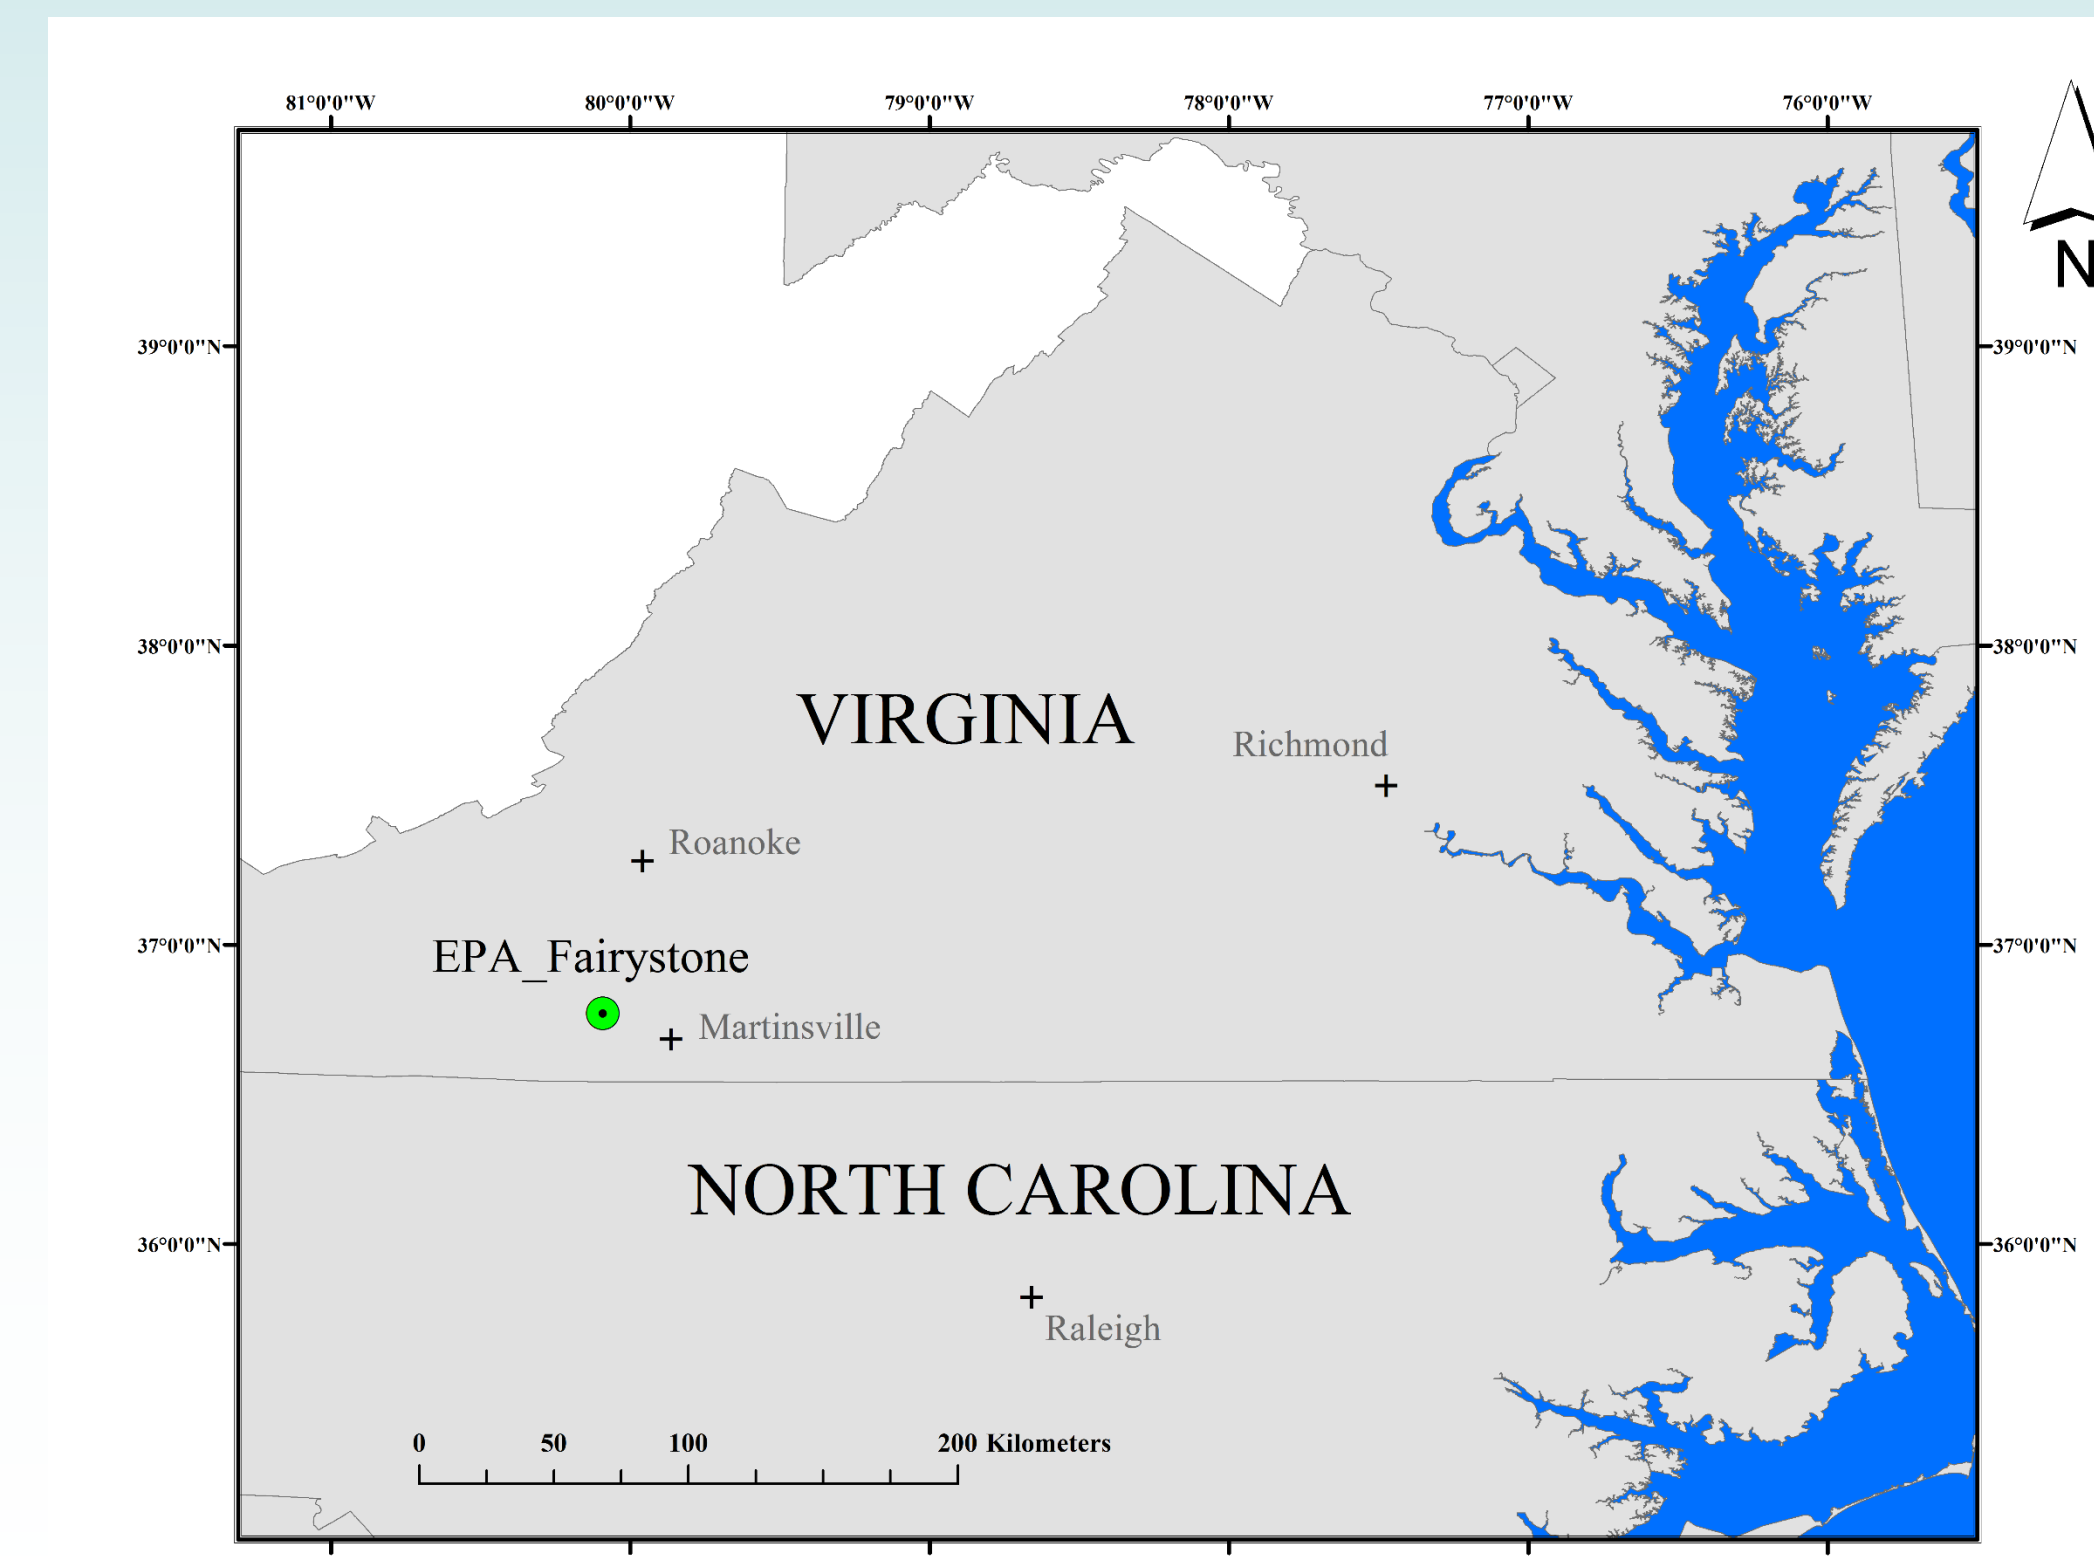 81°0'0"W 80°0'0"W 79°0'0"W 78°0'0"W 77°0'0"W 76°0'0"W
N
39°0'0"N 39°0'0"N
38°0'0"N 38°0'0"N
VIRGINIA
Richmond
Roanoke
37°0'0"N 37°0'0"N
EPA_Fairystone
Martinsville
NORTH CAROLINA
36°0'0"N 36°0'0"N
Raleigh
0 50 100 200 Kilometers